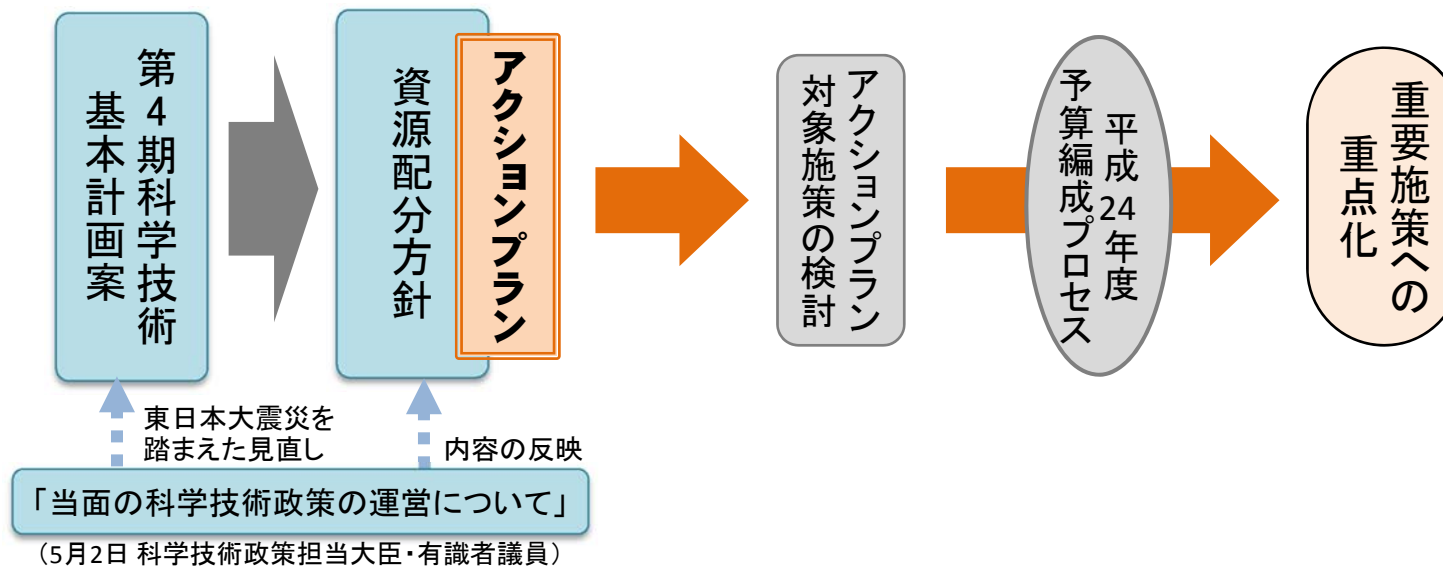 第4期科学技術
基本計画案
資源配分方針
アクションプラン
アクションプラン
対象施策の検討
平成24年度
予算編成プロセス
重要施策への
重点化
東日本大震災を
踏まえた見直し
内容の反映
「当面の科学技術政策の運営について」
（5月2日 科学技術政策担当大臣・有識者議員）